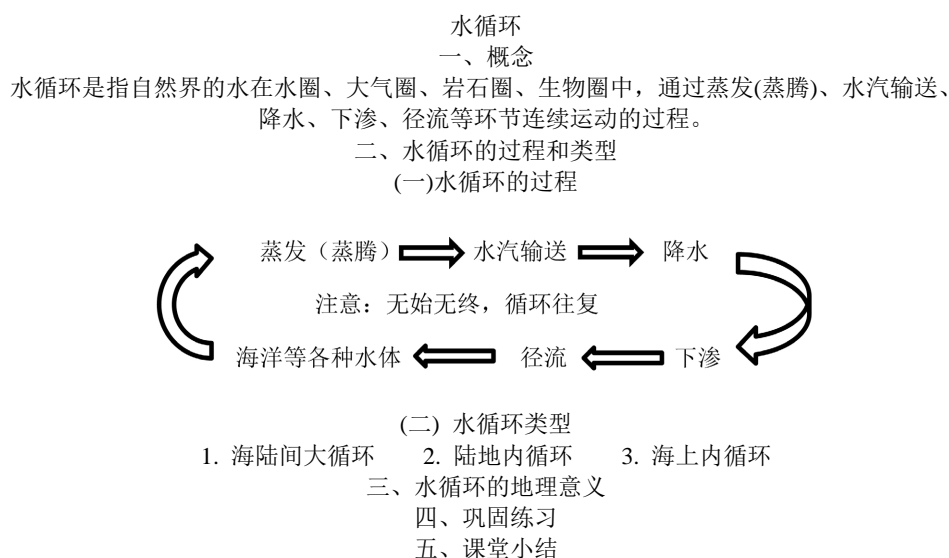 水循环
一、概念
水循环是指自然界的水在水圈、大气圈、岩石圈、生物圈中，通过蒸发(蒸腾)、水汽输送、
降水、下渗、径流等环节连续运动的过程。
二、水循环的过程和类型
(一)水循环的过程
蒸发（蒸腾） 水汽输送 降水
注意：无始无终，循环往复
海洋等各种水体 径流 下渗
(二) 水循环类型
1. 海陆间大循环 2. 陆地内循环 3. 海上内循环
三、水循环的地理意义
四、巩固练习
五、课堂小结